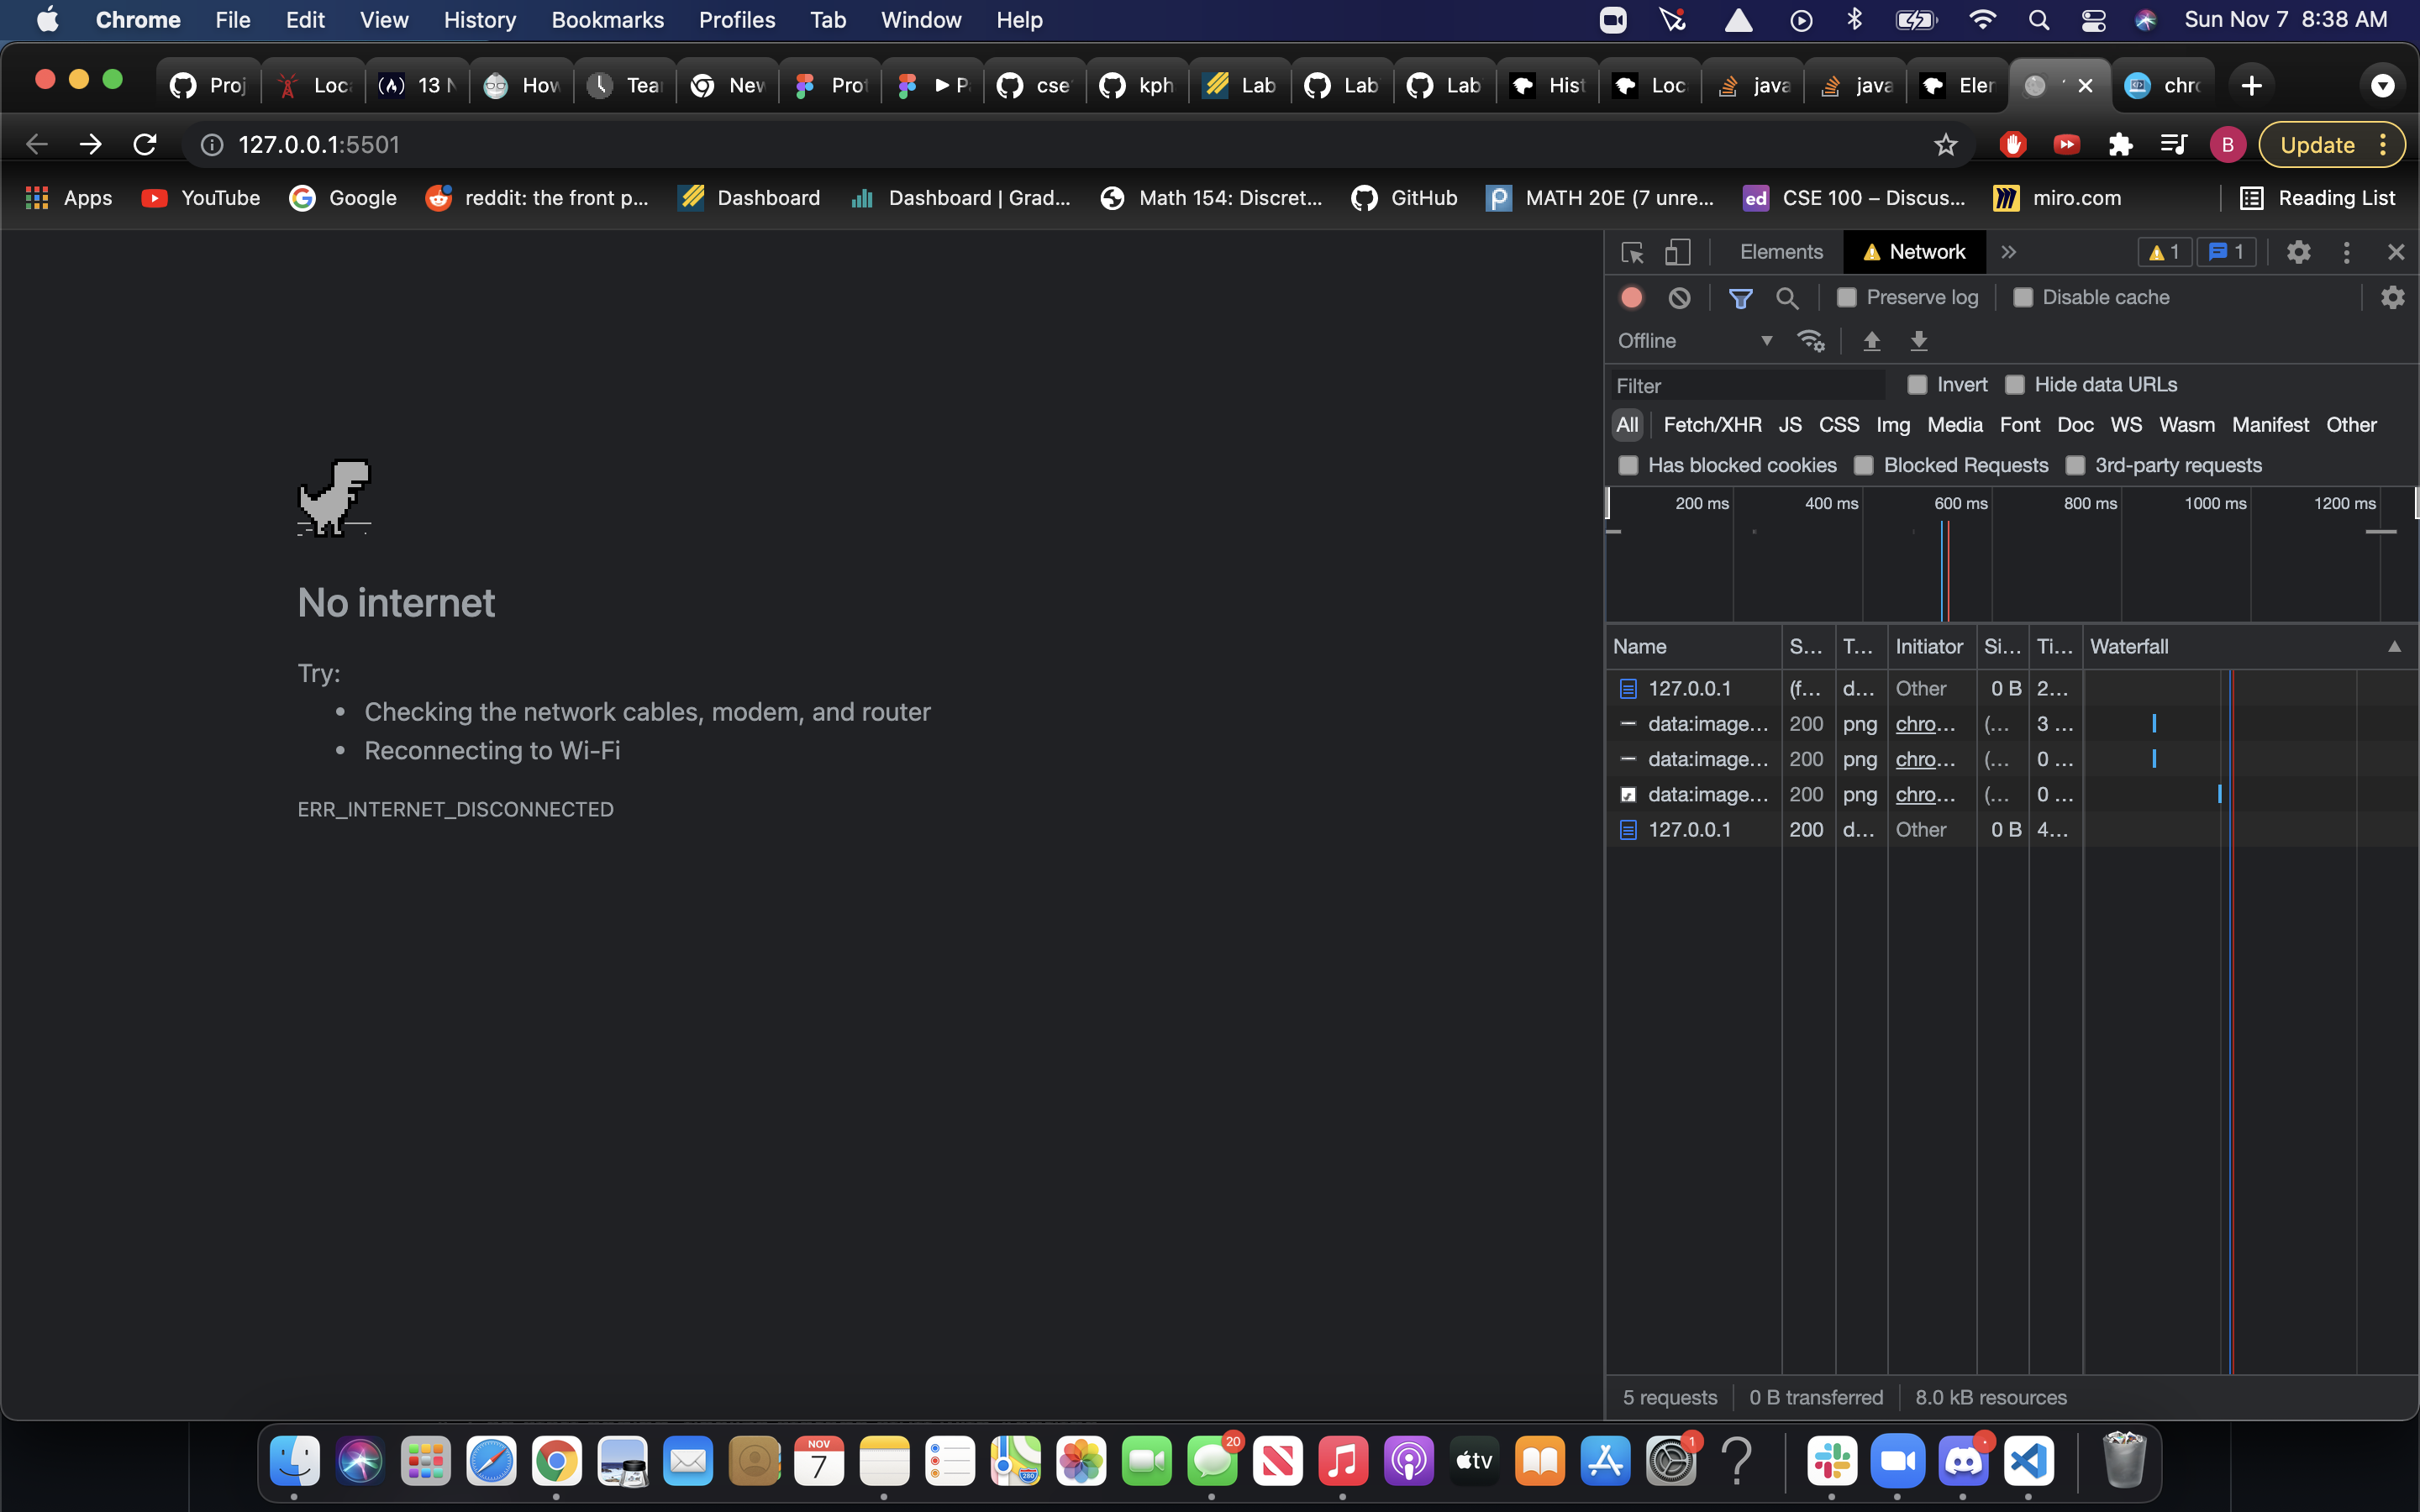 Chrome File Edit View History Bookmarks Profiles Tab Window Help Sun Nov 7 8:38 AM
Proj Loca 13 N How Tea New Prot ▶ P cse kph Lab Lab Lab Hist Loc java java Elen chro
127.0.0.1:5501 B Update
Apps YouTube Google reddit: the front p... Dashboard Dashboard | Grad... Math 154: Discret... GitHub MATH 20E (7 unre... ed CSE 100 – Discus... miro.com Reading List
Elements Network » 1 1
Preserve log Disable cache
Offline
Filter Invert Hide data URLs
All Fetch/XHR JS CSS Img Media Font Doc WS Wasm Manifest Other
Has blocked cookies Blocked Requests 3rd-party requests
200 ms 400 ms 600 ms 800 ms 1000 ms 1200 ms
Name S... T... Initiator Si... Ti... Waterfall
127.0.0.1 (f... d... Other 0 B 2...
data:image... 200 png chro... (... 3 ...
data:image... 200 png chro... (... 0 ...
data:image... 200 png chro... (... 0 ...
127.0.0.1 200 d... Other 0 B 4...
5 requests 0 B transferred 8.0 kB resources
No internet
Try:
• Checking the network cables, modem, and router
• Reconnecting to Wi-Fi
ERR_INTERNET_DISCONNECTED
NOV
7
280
20
tv
1